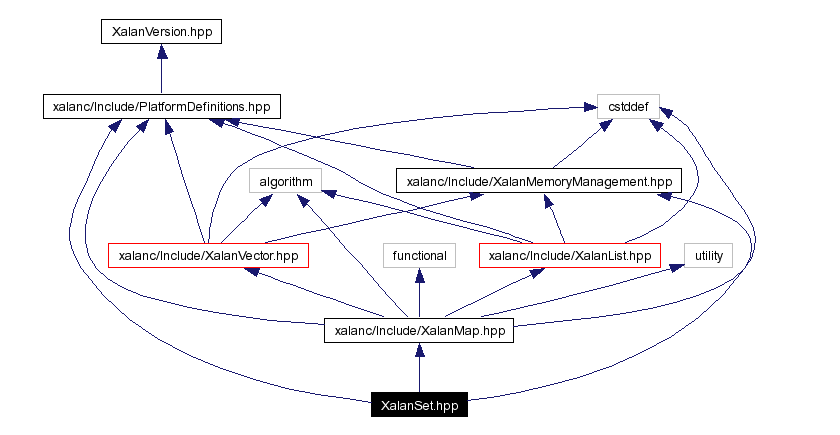 XalanVersion.hpp
xalanc/Include/PlatformDefinitions.hpp
cstddef
algorithm
xalanc/Include/XalanMemoryManagement.hpp
xalanc/Include/XalanVector.hpp
functional
xalanc/Include/XalanList.hpp
utility
xalanc/Include/XalanMap.hpp
XalanSet.hpp